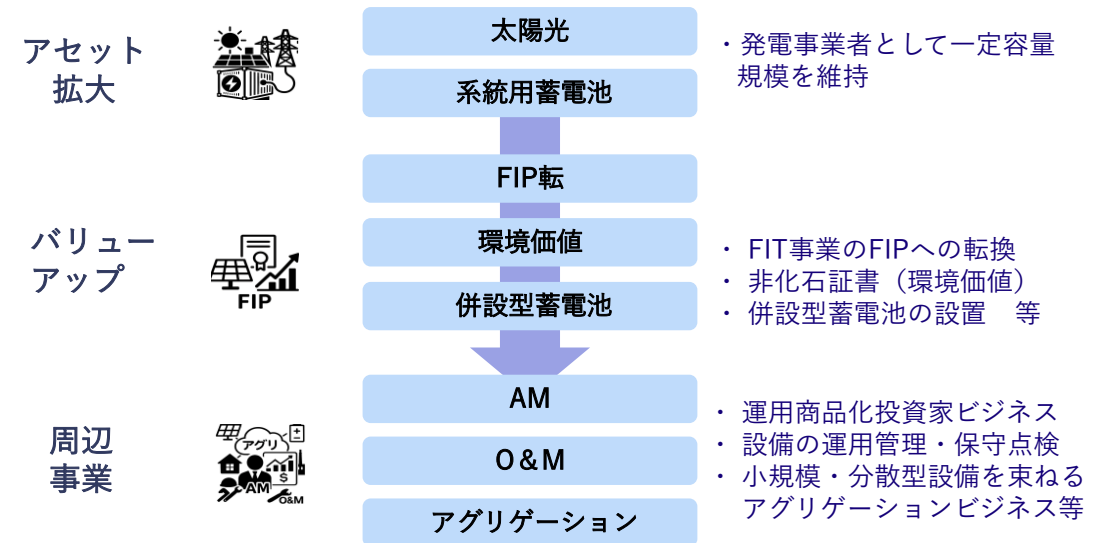 アセット
拡大
太陽光
系統用蓄電池
・発電事業者として一定容量
規模を維持
バリュー
アップ
FIP
FIP転
環境価値
併設型蓄電池
・ FIT事業のFIPへの転換
・ 非化石証書（環境価値）
・ 併設型蓄電池の設置　等
周辺
事業
アグリ
$
AM
O&M
AM
O&M
アグリゲーション
・ 運用商品化投資家ビジネス
・ 設備の運用管理・保守点検
・ 小規模・分散型設備を束ねる
アグリゲーションビジネス等